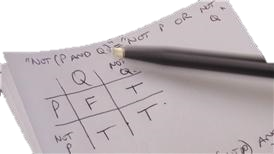 "NOT (P AND Q)" = "NOT P OR NOT
Q
Q NOT
Q
P F T
NOT
P T T